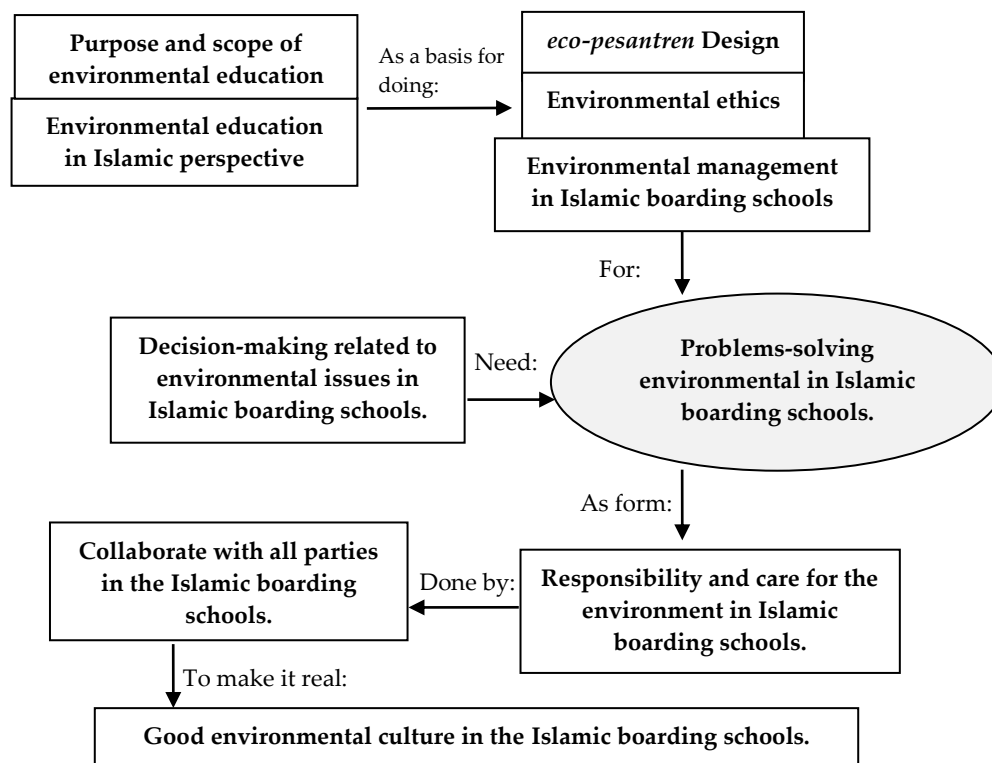 Purpose and scope of
environmental education
Environmental education
in Islamic perspective
As a basis for
doing:
eco-pesantren Design
Environmental ethics
Environmental management
in Islamic boarding schools
For:
Decision-making related to
environmental issues in
Islamic boarding schools.
Need:
Problems-solving
environmental in Islamic
boarding schools.
As form:
Responsibility and care for the
environment in Islamic
boarding schools.
Done by:
Collaborate with all parties
in the Islamic boarding
schools.
To make it real:
Good environmental culture in the Islamic boarding schools.